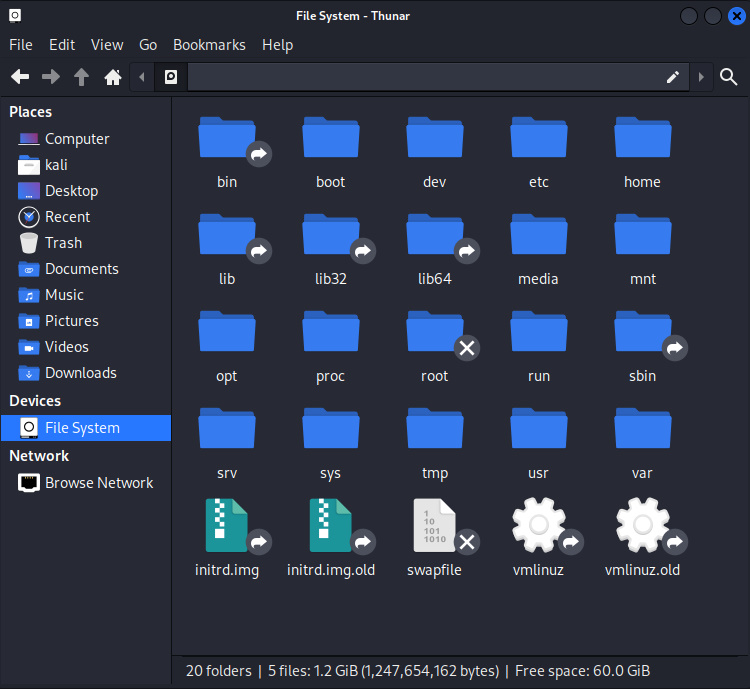 File System - Thunar
File Edit View Go Bookmarks Help
Places
Computer
kali
Desktop
Recent
Trash
Documents
Music
Pictures
Videos
Downloads
Devices
File System
Network
Browse Network
bin boot dev etc home
lib lib32 lib64 media mnt
opt proc root run sbin
srv sys tmp usr var
1
10
101
1010
initrd.img initrd.img.old swapfile vmlinuz vmlinuz.old
20 folders | 5 files: 1.2 GiB (1,247,654,162 bytes) | Free space: 60.0 GiB